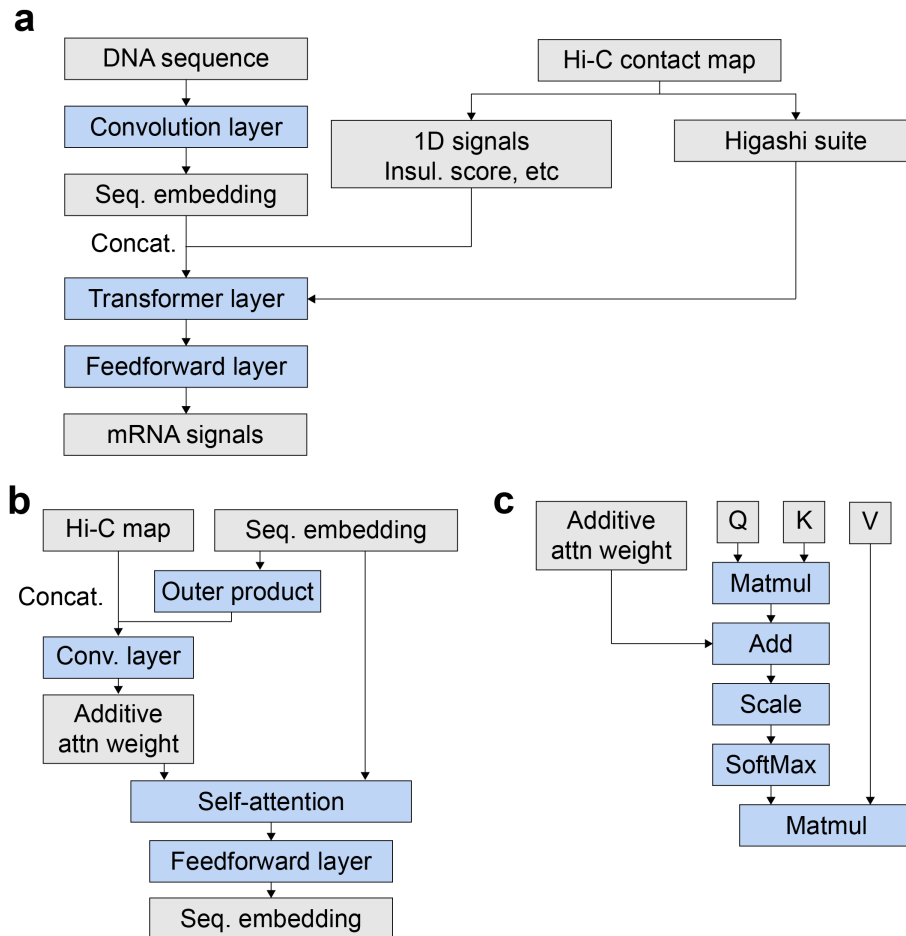 a
DNA sequence
Hi-C contact map
Convolution layer
1D signals
Insul. score, etc
Higashi suite
Seq. embedding
Concat.
Transformer layer
Feedforward layer
mRNA signals
b
Hi-C map
Seq. embedding
Outer product
Concat.
Conv. layer
Additive
attn weight
Self-attention
Feedforward layer
Seq. embedding
c
Additive
attn weight
Q
K
V
Matmul
Add
Scale
SoftMax
Matmul